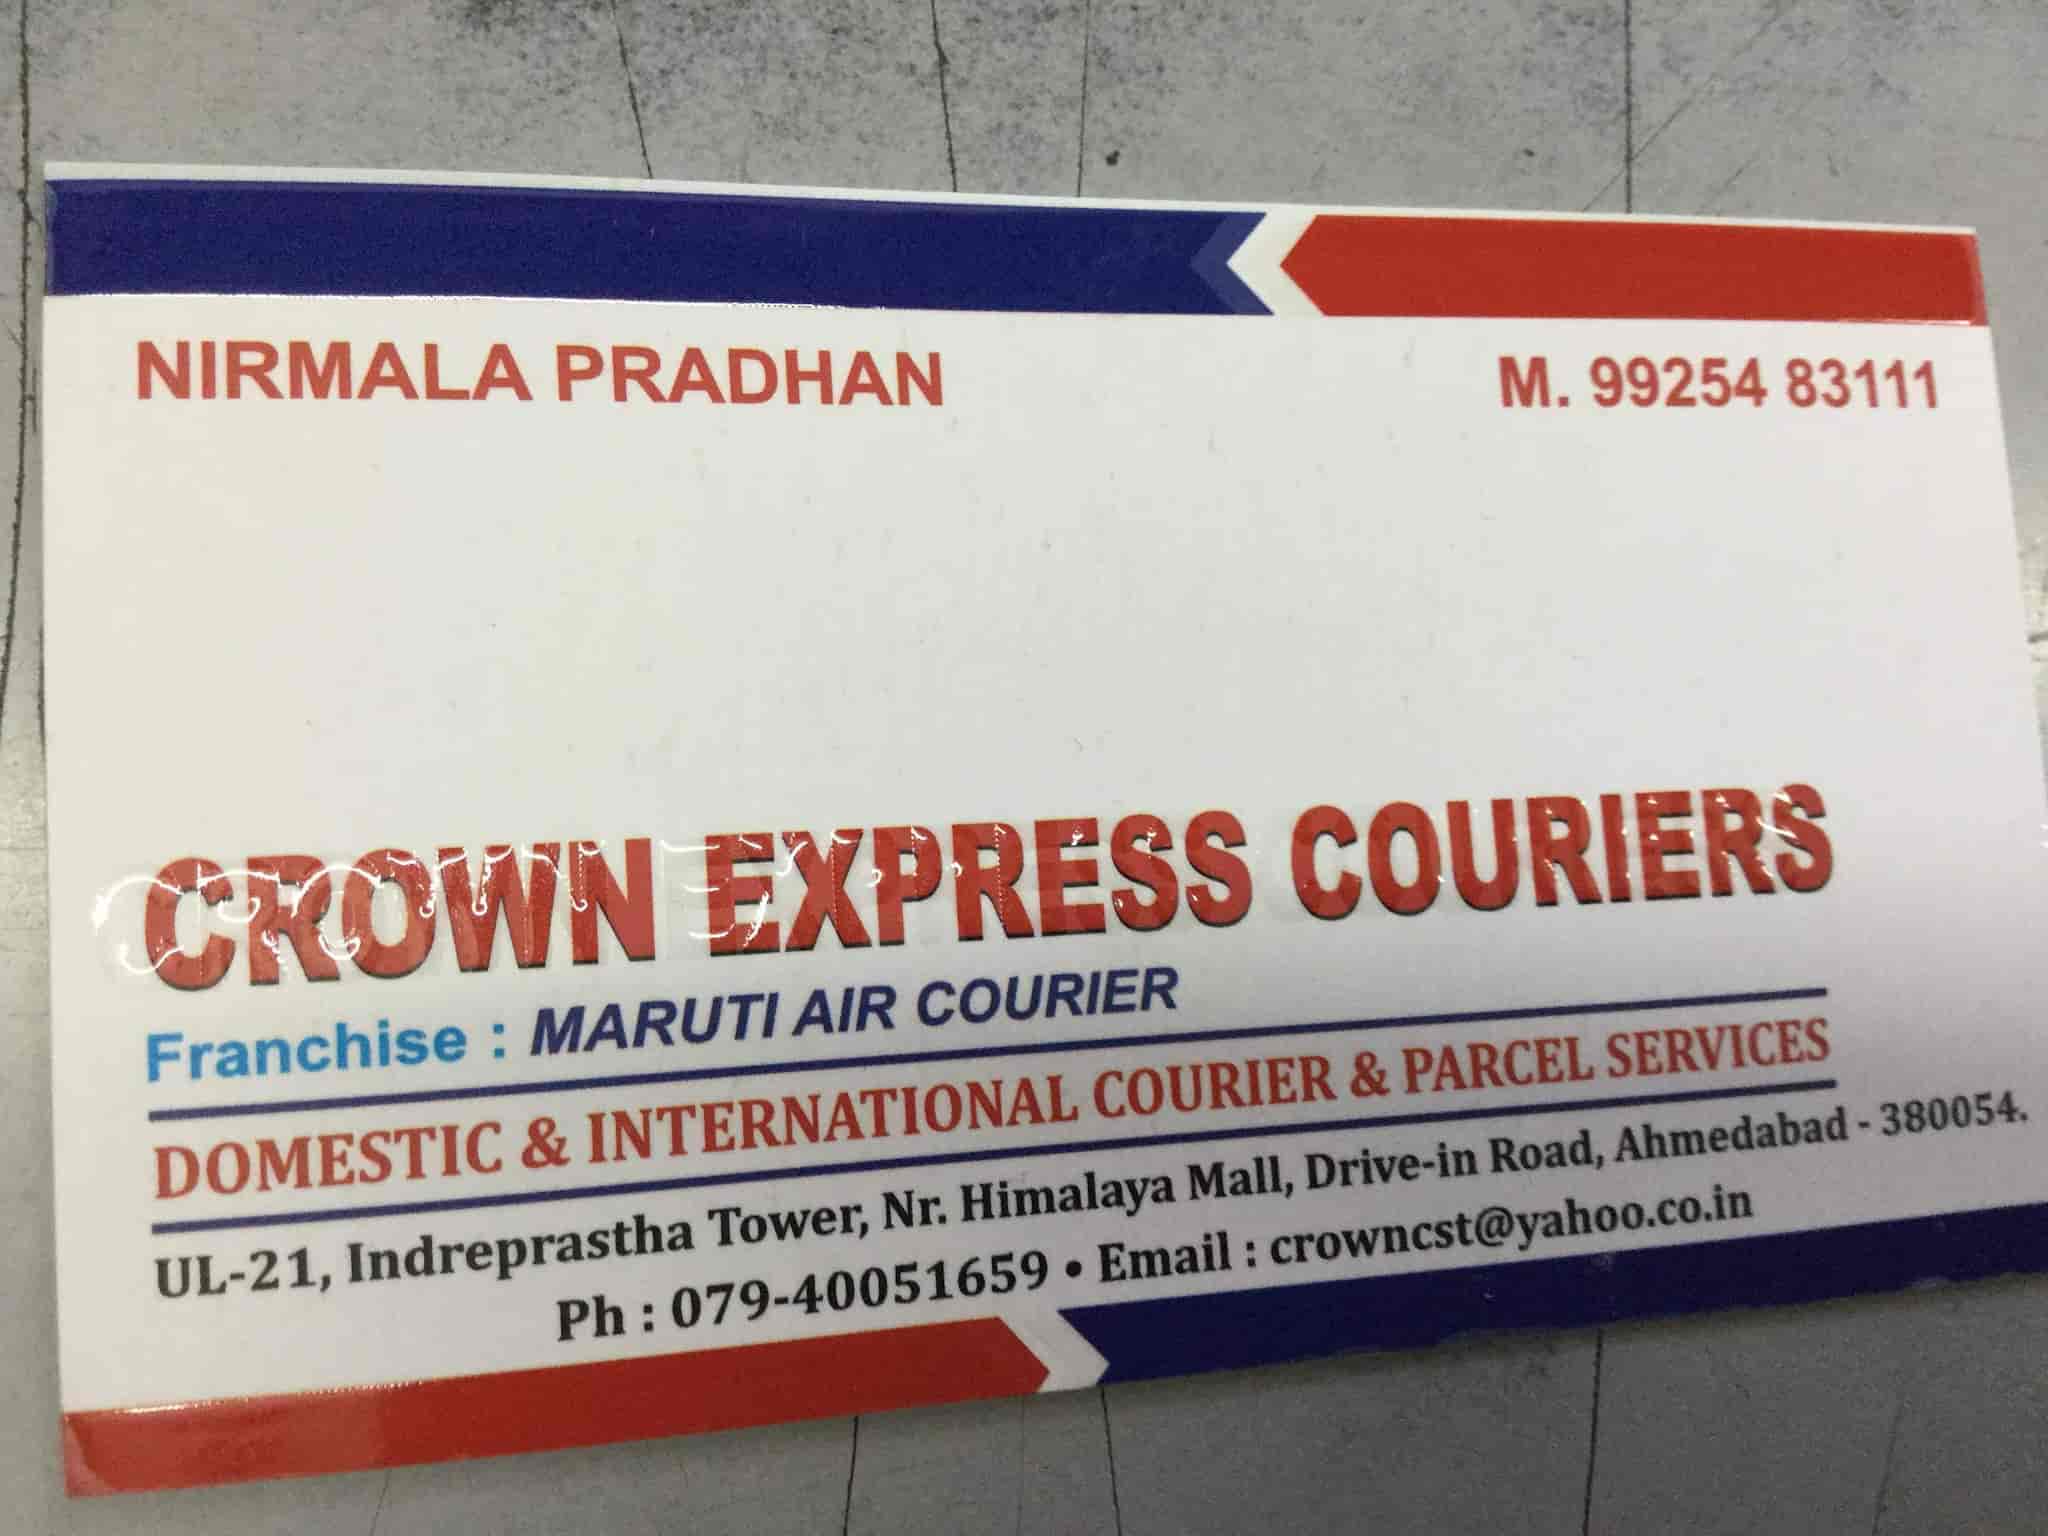 NIRMALA PRADHAN
M. 99254 83111
CROWN EXPRESS COURIERS
Franchise : MARUTI AIR COURIER
DOMESTIC & INTERNATIONAL COURIER & PARCEL SERVICES
UL-21, Indreprastha Tower, Nr. Himalaya Mall, Drive-in Road, Ahmedabad - 380054.
Ph : 079-40051659 • Email : crowncst@yahoo.co.in